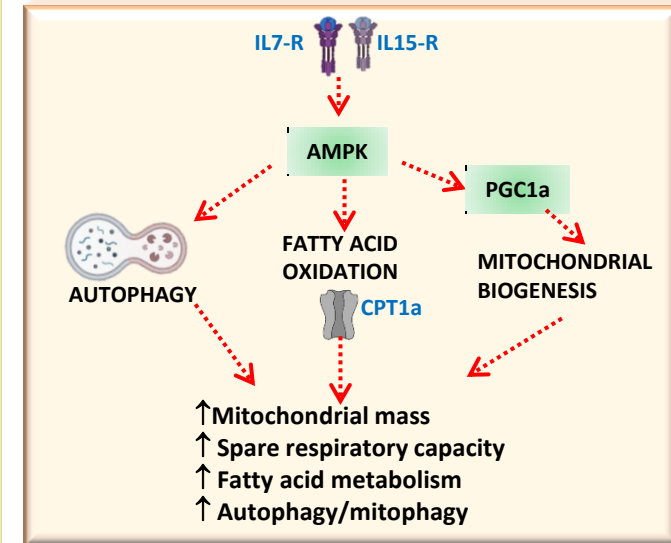 IL7-R IL15-R
AMPK
PGC1a
FATTY ACID
OXIDATION
MITOCHONDRIAL
BIOGENESIS
AUTOPHAGY
CPT1a
↑Mitochondrial mass
↑ Spare respiratory capacity
↑ Fatty acid metabolism
↑ Autophagy/mitophagy